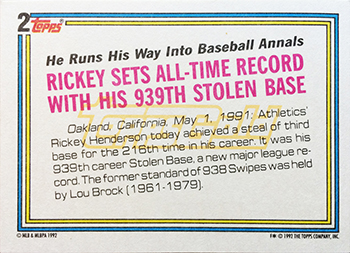 2 TOPPS
He Runs His Way Into Baseball Annals
RICKEY SETS ALL-TIME RECORD
WITH HIS 939TH STOLEN BASE
Oakland, California, May 1, 1991: Athletics'
Rickey Henderson today achieved a steal of third
base for the 216th time in his career. It was his
939th career Stolen Base, a new major league re-
cord. The former standard of 938 Swipes was held
by Lou Brock (1961-1979).
© MLB & MLBPA 1992 F✽ © 1992 THE TOPPS COMPANY, INC.